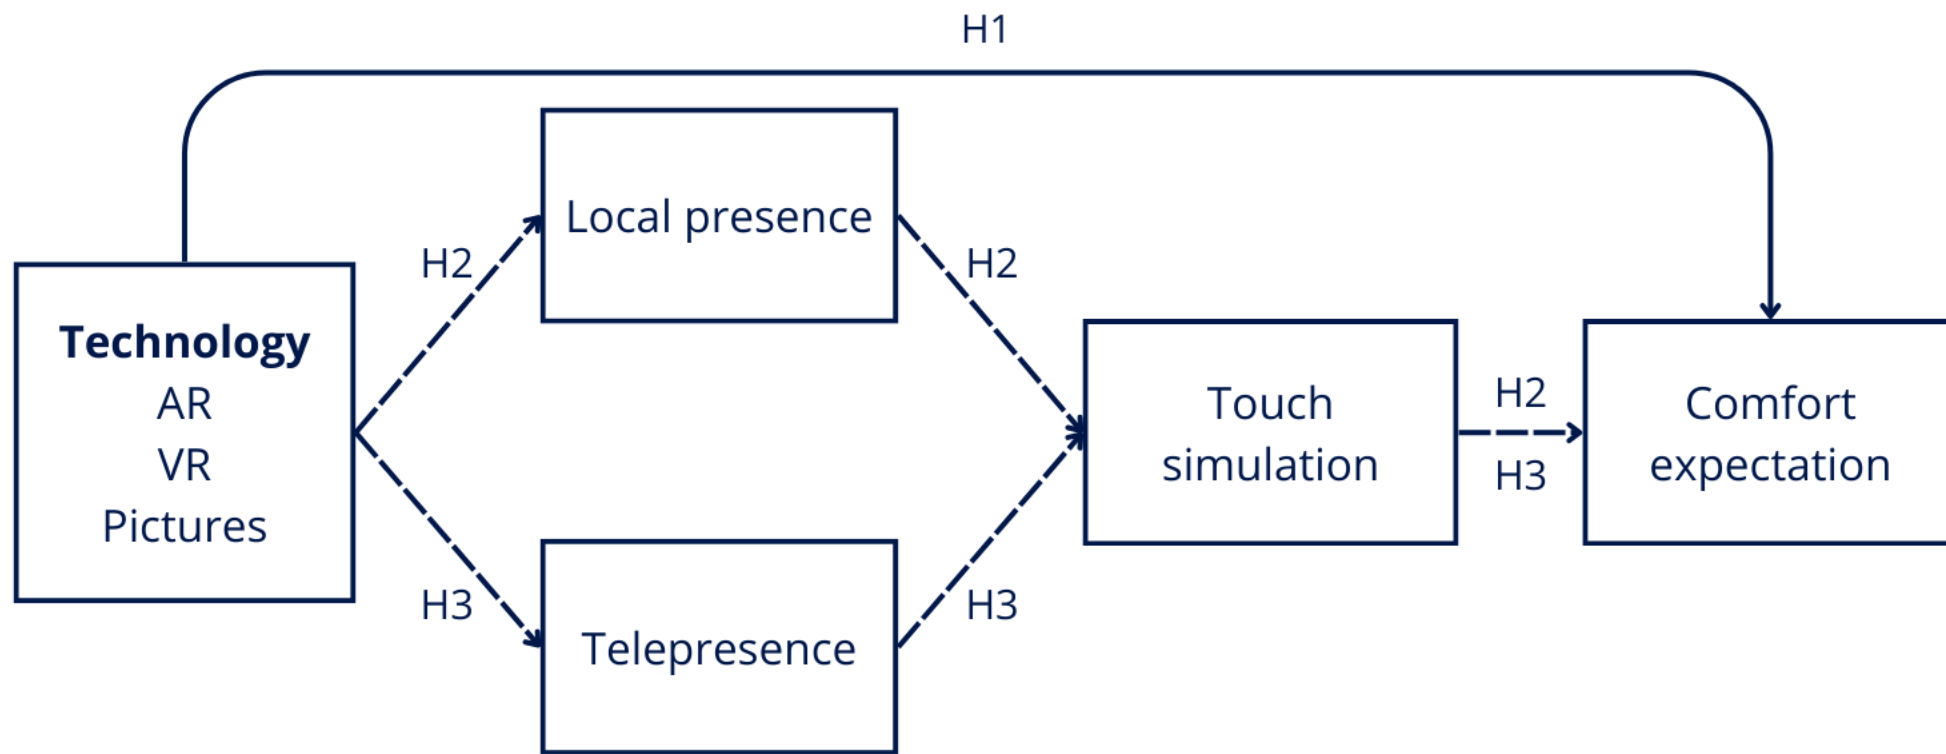 H1
Local presence
H2
H2
Technology
AR
VR
Pictures
Touch
simulation
H2
H3
Comfort
expectation
H3
H3
Telepresence